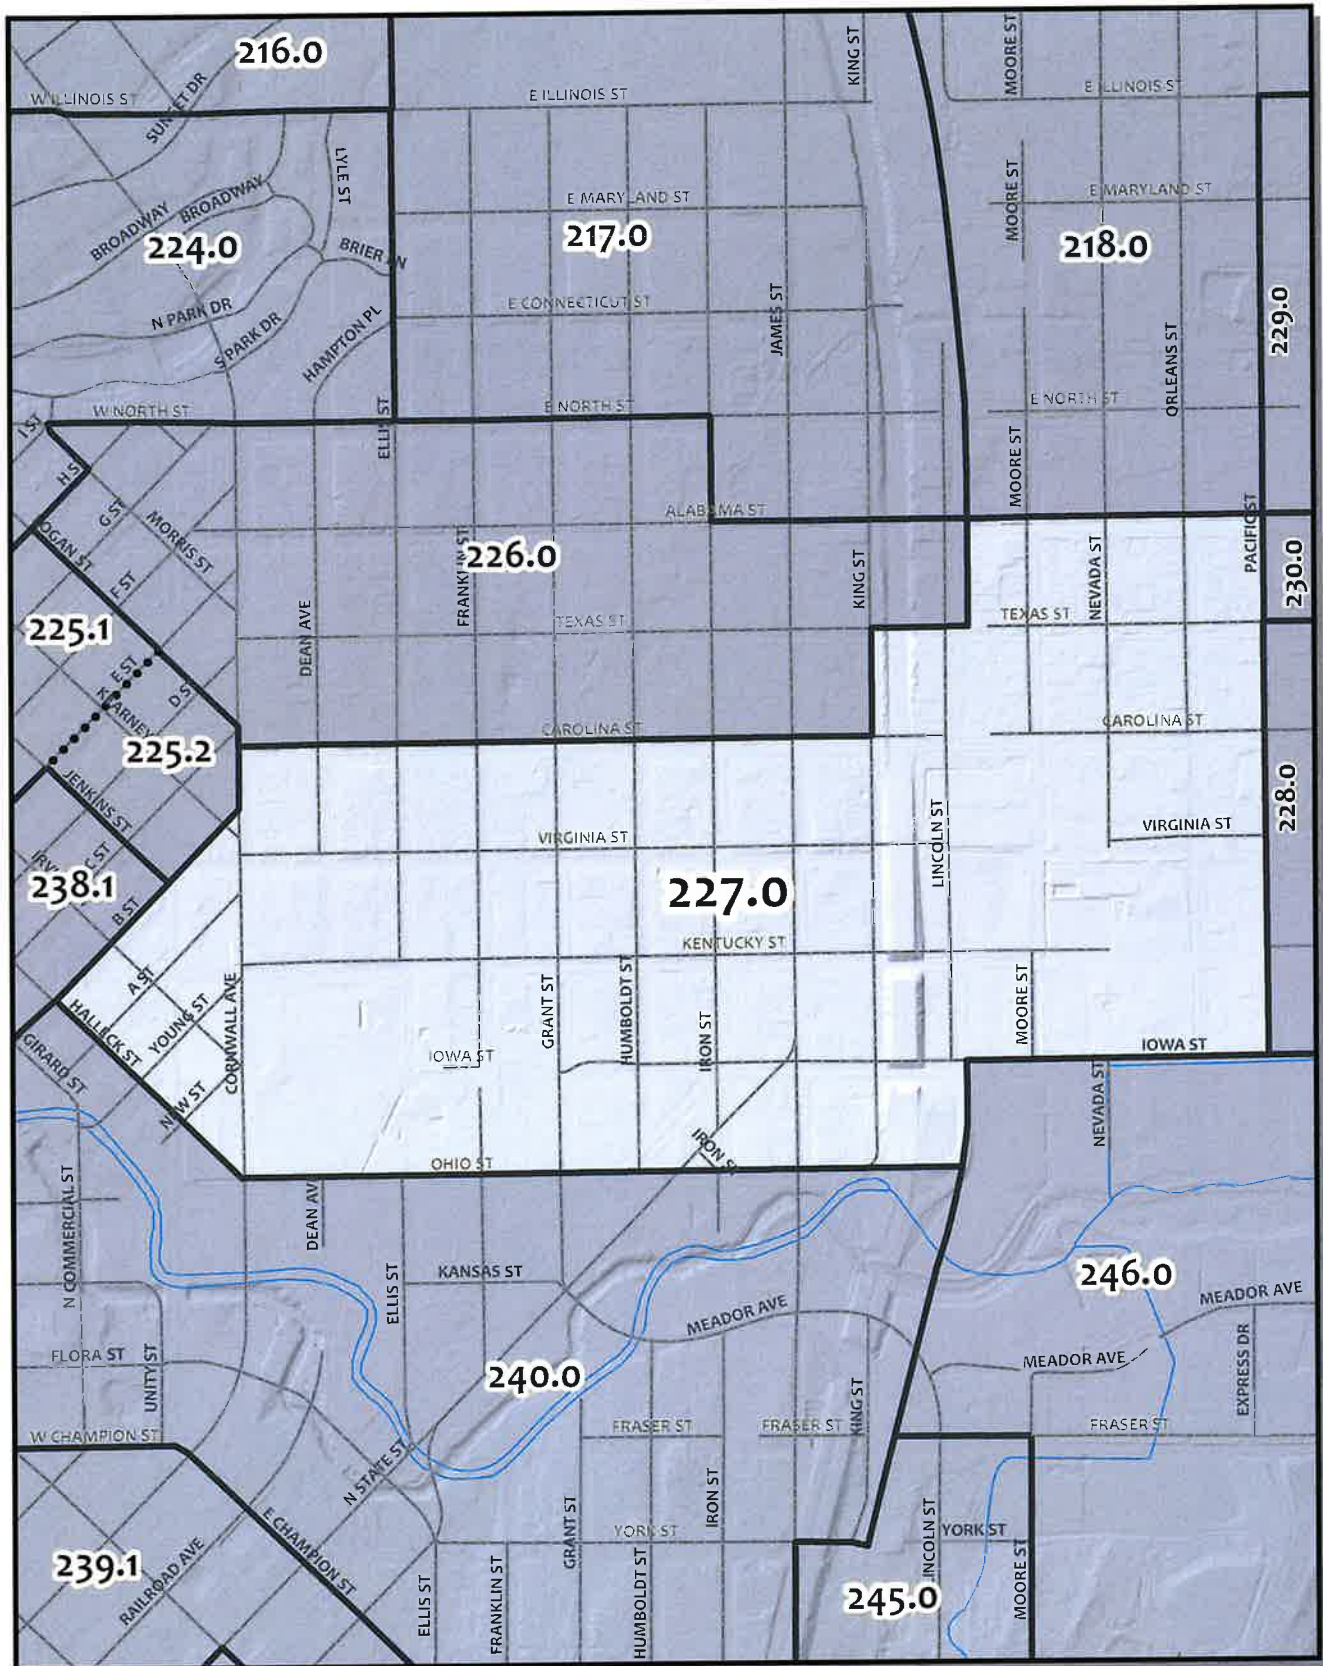 216.0
KING ST
MOORE ST
W ILLINOIS ST
E ILLINOIS ST
E ILLINOIS ST
SUNSET DR
LYLE ST
MOORE ST
BROADWAY
BROADWAY
E MARYLAND ST
E MARYLAND ST
224.0
217.0
218.0
BRIER LN
N PARK DR
E CONNECTICUT ST
JAMES ST
229.0
S PARK DR
HAMPTON PL
ORLEANS ST
W NORTH ST
ELLIS ST
E NORTH ST
E NORTH ST
I ST
H ST
MOORE ST
G ST
MORRIS ST
ALABAMA ST
PACIFIC ST
226.0
FRANKLIN ST
KING ST
NEVADA ST
230.0
F ST
225.1
DEAN AVE
TEXAS ST
TEXAS ST
E ST
D ST
225.2
CAROLINA ST
CAROLINA ST
JENKINS ST
228.0
VIRGINIA ST
VIRGINIA ST
LINCOLN ST
C ST
238.1
227.0
B ST
KENTUCKY ST
A ST
HALLECK ST
YOUNG ST
CORNWALL AVE
GRANT ST
HUMBOLDT ST
IRON ST
MOORE ST
GIRARD ST
IOWA ST
IOWA ST
NEW ST
NEVADA ST
OHIO ST
IRON ST
N COMMERCIAL ST
DEAN AVE
ELLIS ST
KANSAS ST
246.0
MEADOR AVE
MEADOR AVE
FLORA ST
UNITY ST
240.0
MEADOR AVE
EXPRESS DR
KING ST
W CHAMPION ST
FRASER ST
FRASER ST
FRASER ST
N STATE ST
IRON ST
E CHAMPION ST
GRANT ST
YORK ST
LINCOLN ST
YORK ST
239.1
RAILROAD AVE
ELLIS ST
FRANKLIN ST
HUMBOLDT ST
245.0
MOORE ST